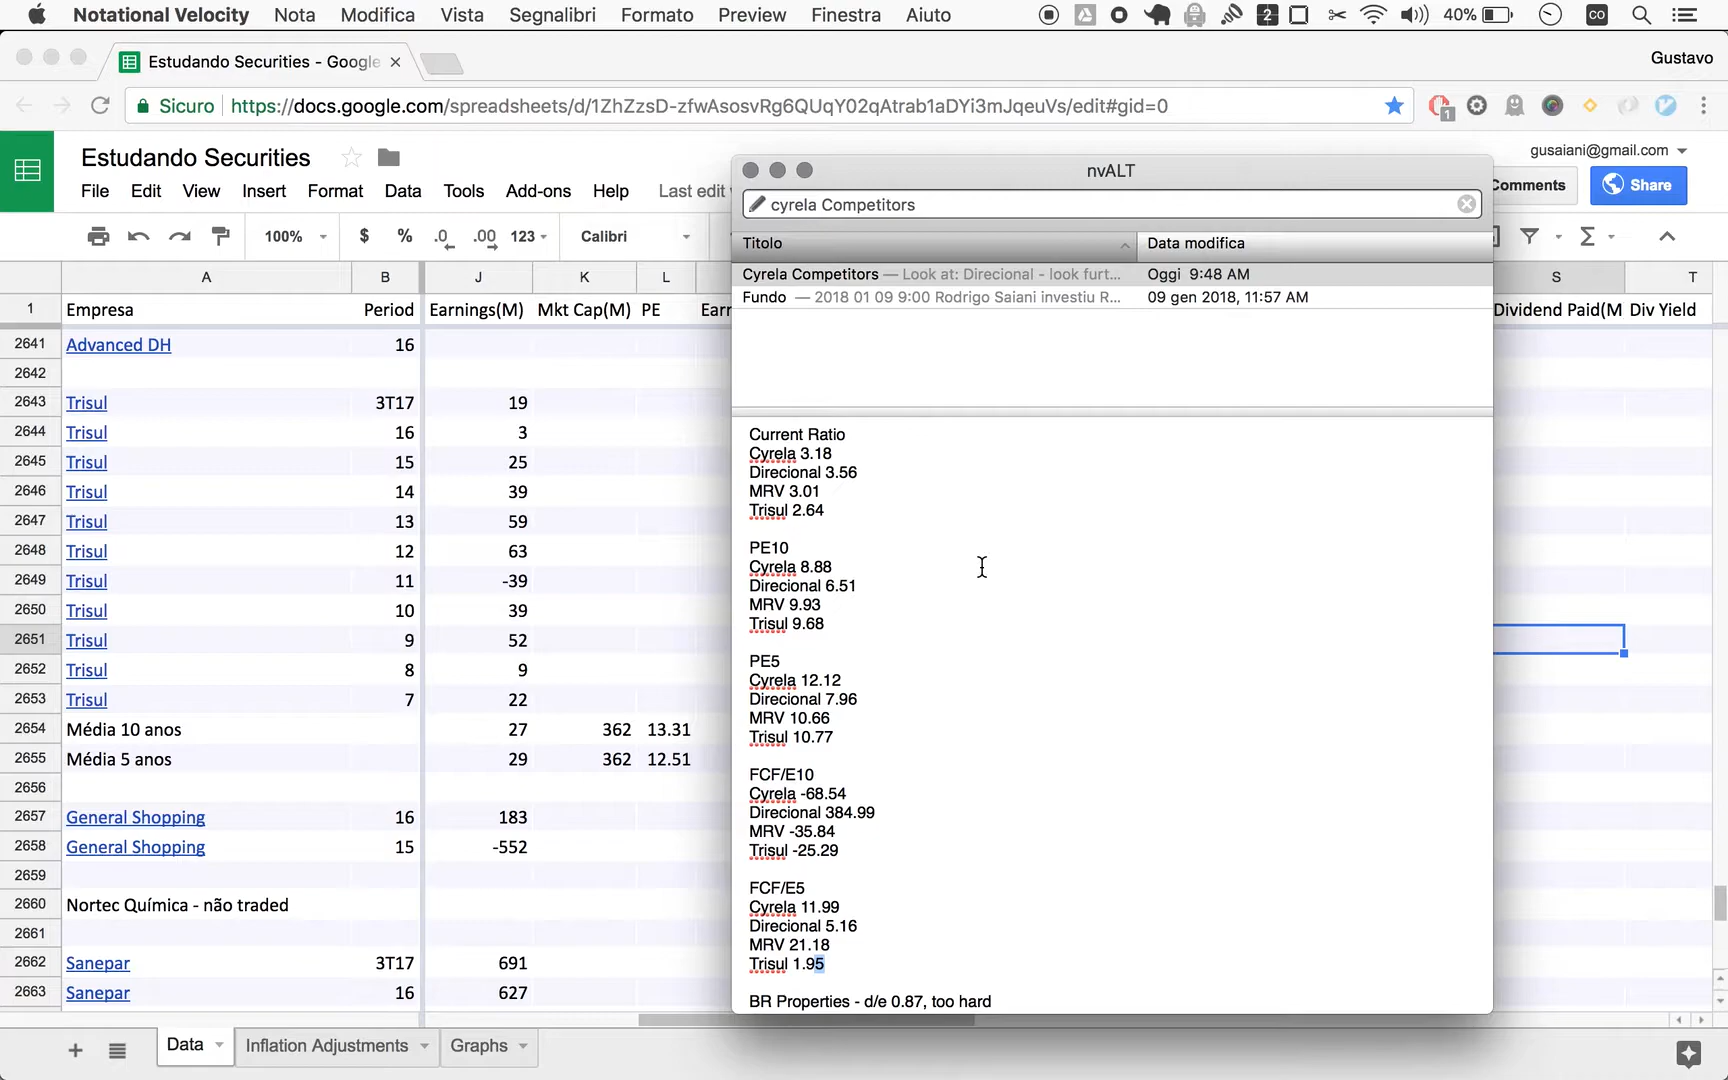 Notational Velocity Nota Modifica Vista Segnalibri Formato Preview Finestra Aiuto 2 40% CO
Estudando Securities - Google Gustavo
Sicuro https://docs.google.com/spreadsheets/d/1ZhZzsD-zfwAsosvRg6QUqY02qAtrab1aDYi3mJqeuVs/edit#gid=0 1
Estudando Securities gusaiani@gmail.com
File Edit View Insert Format Data Tools Add-ons Help Last edit Comments Share
100% $ % .0 .00 123 Calibri
nvALT
cyrela Competitors
Titolo Data modifica
Cyrela Competitors — Look at: Direcional - look furt... Oggi 9:48 AM
Fundo — 2018 01 09 9:00 Rodrigo Saiani investiu R... 09 gen 2018, 11:57 AM
Current Ratio
Cyrela 3.18
Direcional 3.56
MRV 3.01
Trisul 2.64
PE10
Cyrela 8.88
Direcional 6.51
MRV 9.93
Trisul 9.68
PE5
Cyrela 12.12
Direcional 7.96
MRV 10.66
Trisul 10.77
FCF/E10
Cyrela -68.54
Direcional 384.99
MRV -35.84
Trisul -25.29
FCF/E5
Cyrela 11.99
Direcional 5.16
MRV 21.18
Trisul 1.95
BR Properties - d/e 0.87, too hard
A B J K L S T
1 Empresa Period Earnings(M) Mkt Cap(M) PE Earr Dividend Paid(M Div Yield
2641 Advanced DH 16
2642
2643 Trisul 3T17 19
2644 Trisul 16 3
2645 Trisul 15 25
2646 Trisul 14 39
2647 Trisul 13 59
2648 Trisul 12 63
2649 Trisul 11 -39
2650 Trisul 10 39
2651 Trisul 9 52
2652 Trisul 8 9
2653 Trisul 7 22
2654 Média 10 anos 27 362 13.31
2655 Média 5 anos 29 362 12.51
2656
2657 General Shopping 16 183
2658 General Shopping 15 -552
2659
2660 Nortec Química - não traded
2661
2662 Sanepar 3T17 691
2663 Sanepar 16 627
Data Inflation Adjustments Graphs